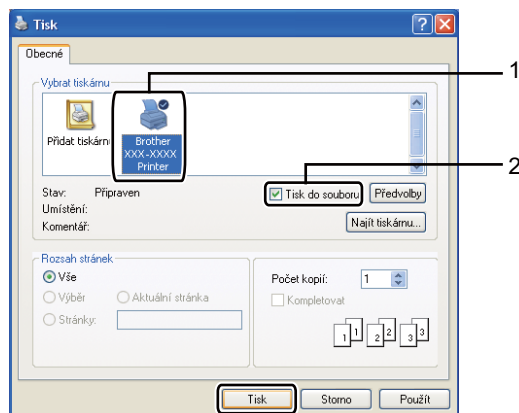 Tisk
Obecné
Vybrat tiskárnu
1
Přidat tiskárnu
Brother
XXX-XXXX
Printer
2
Stav: Připraven
Tisk do souboru
Předvolby
Umístění:
Komentář:
Najít tiskárnu...
Rozsah stránek
Vše
Výběr
Aktuální stránka
Stránky:
Počet kopií: 1
Kompletovat
1 1 2 2 3 3
Tisk
Storno
Použít